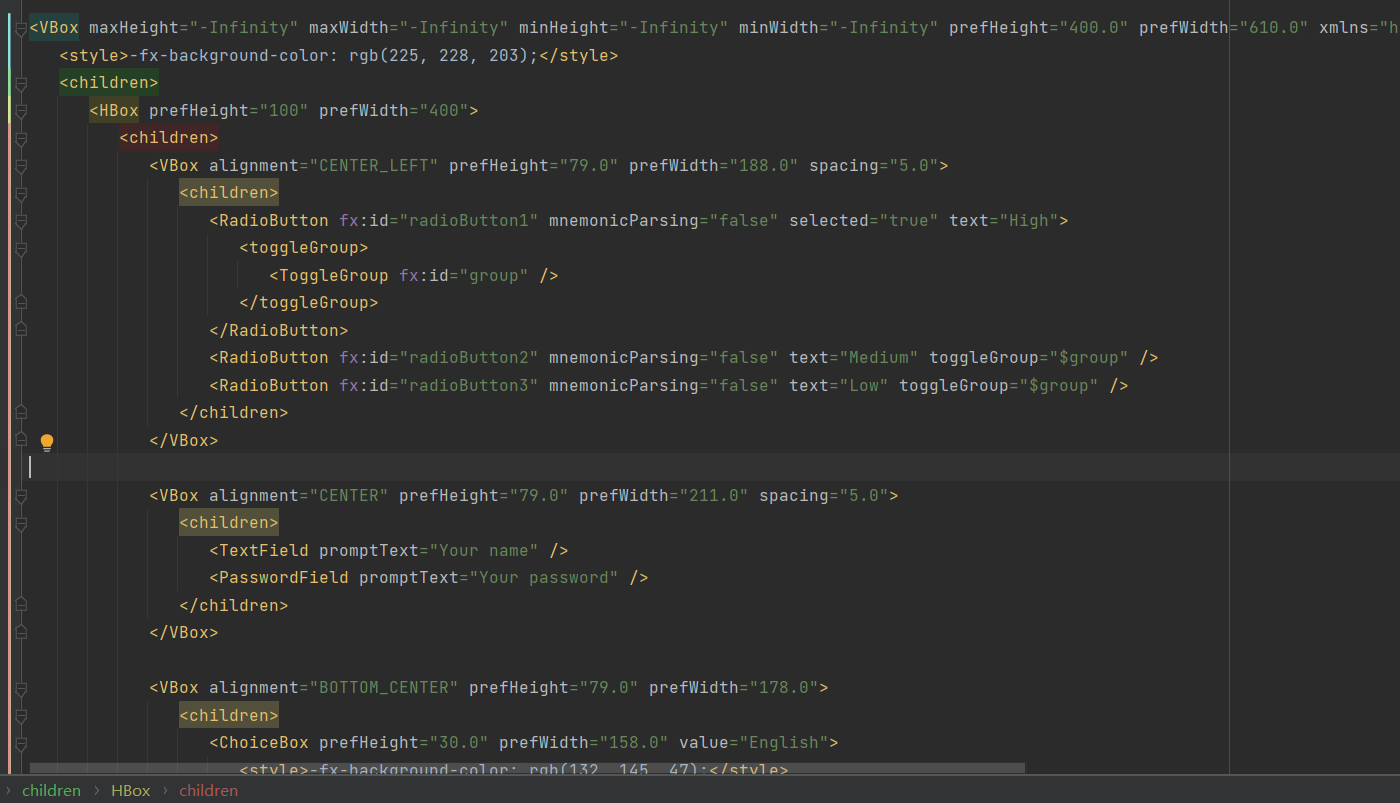 <VBox maxHeight="-Infinity" maxWidth="-Infinity" minHeight="-Infinity" minWidth="-Infinity" prefHeight="400.0" prefWidth="610.0" xmlns="h
<style>-fx-background-color: rgb(225, 228, 203);</style>
<children>
<HBox prefHeight="100" prefWidth="400">
<children>
<VBox alignment="CENTER_LEFT" prefHeight="79.0" prefWidth="188.0" spacing="5.0">
<children>
<RadioButton fx:id="radioButton1" mnemonicParsing="false" selected="true" text="High">
<toggleGroup>
<ToggleGroup fx:id="group" />
</toggleGroup>
</RadioButton>
<RadioButton fx:id="radioButton2" mnemonicParsing="false" text="Medium" toggleGroup="$group" />
<RadioButton fx:id="radioButton3" mnemonicParsing="false" text="Low" toggleGroup="$group" />
</children>
</VBox>
<VBox alignment="CENTER" prefHeight="79.0" prefWidth="211.0" spacing="5.0">
<children>
<TextField promptText="Your name" />
<PasswordField promptText="Your password" />
</children>
</VBox>
<VBox alignment="BOTTOM_CENTER" prefHeight="79.0" prefWidth="178.0">
<children>
<ChoiceBox prefHeight="30.0" prefWidth="158.0" value="English">
<style>-fx-background-color: rgb(132, 145, 47);</style>
children › HBox › children